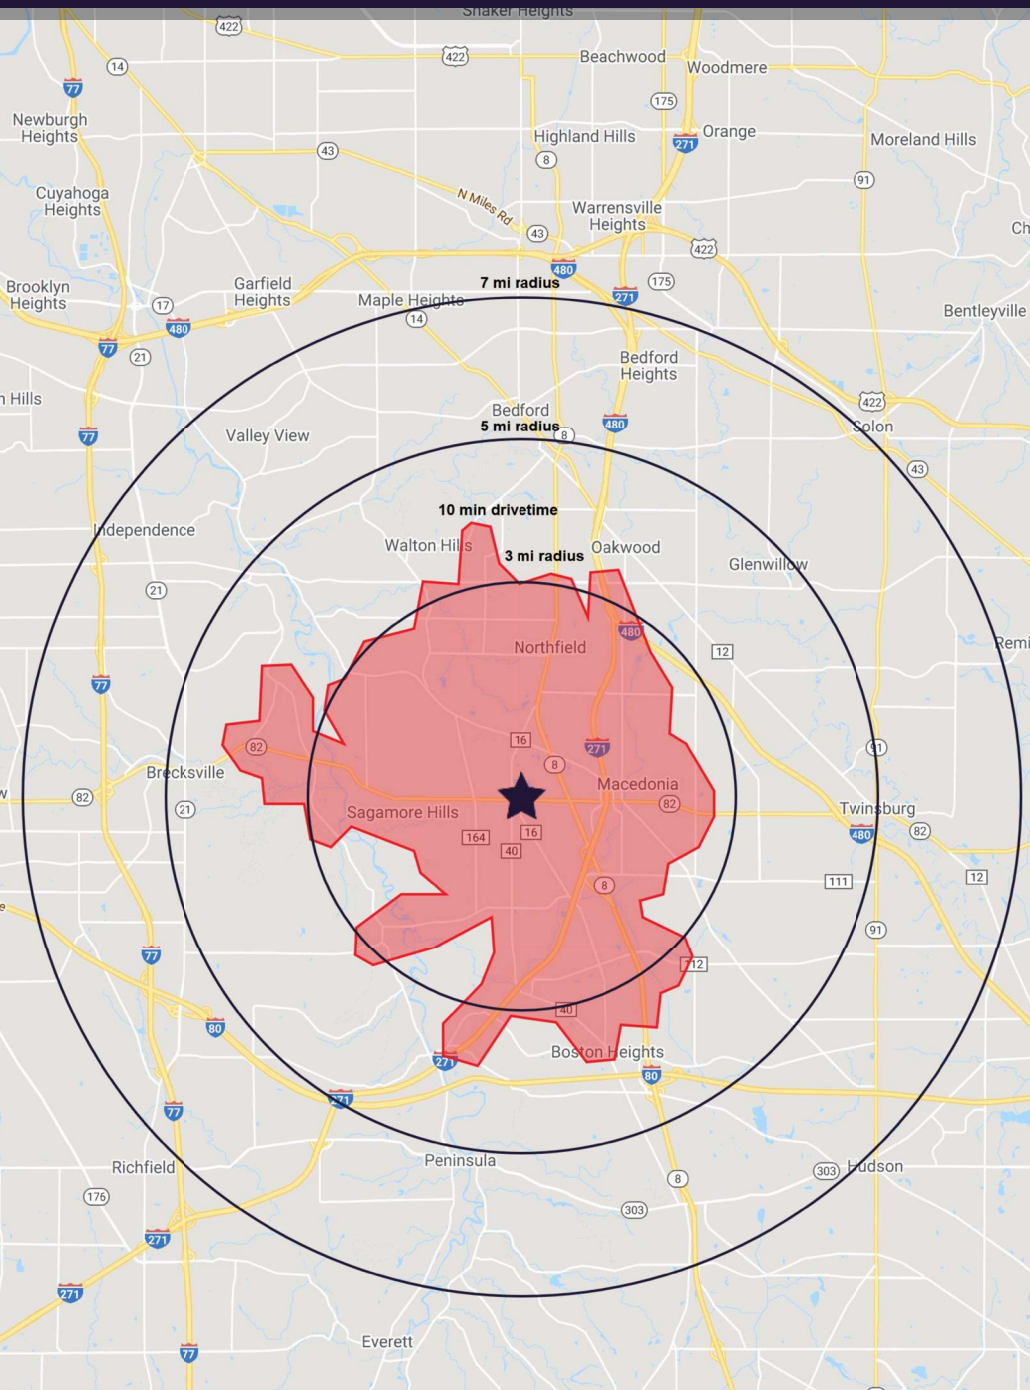 Shaker Heights
422
422
Beachwood
Woodmere
14
77
175
Newburgh
Heights
Highland Hills
Orange
271
Moreland Hills
43
8
91
Cuyahoga
Heights
N Miles Rd
Warrensville
Heights
43
422
Ch
480
7 mi radius
175
Brooklyn
Heights
Garfield
Heights
17
Maple Heights
271
14
Bentleyville
480
77
21
Bedford
Heights
n Hills
422
Bedford
5 mi radius
8
480
Solon
77
Valley View
43
10 min drivetime
Independence
Walton Hills
3 mi radius
Oakwood
Glenwillow
21
480
Northfield
12
Remi
77
16
82
271
91
8
Brecksville
Macedonia
w
82
21
Sagamore Hills
82
Twinsburg
164
16
480
82
40
8
111
12
e
91
77
112
40
80
Boston Heights
271
80
271
77
Richfield
Peninsula
303
Hudson
8
176
303
271
271
Everett
77